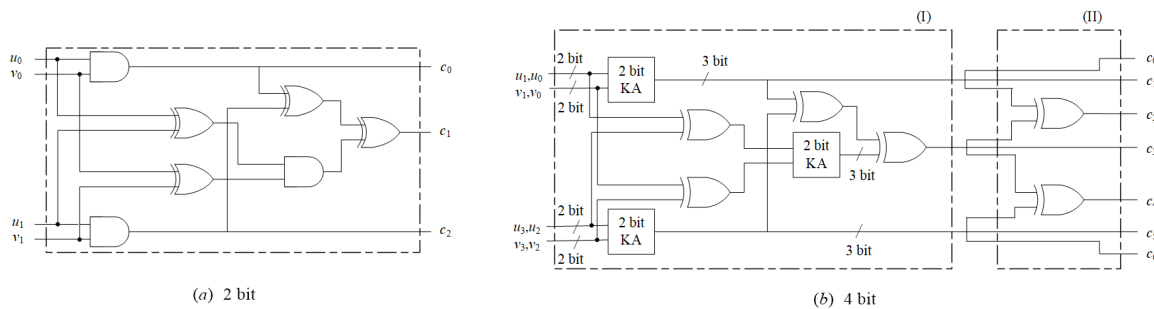 (I)
(II)
u₀
v₀
c₀
c₁
u₁
v₁
c₂
(a) 2 bit
2 bit
u₁,u₀
v₁,v₀
2 bit
2 bit
KA
3 bit
2 bit
KA
3 bit
2 bit
u₃,u₂
v₃,v₂
2 bit
2 bit
KA
3 bit
(b) 4 bit